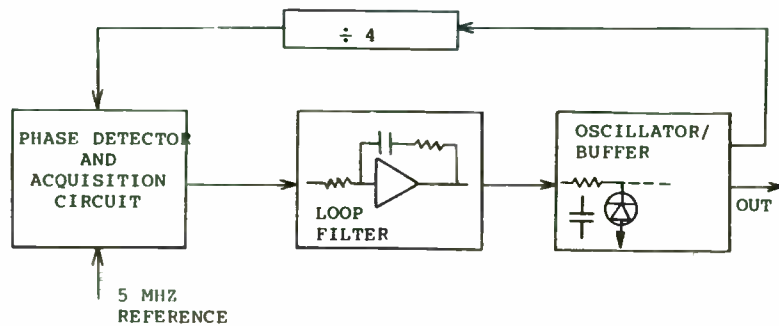 ÷ 4
PHASE DETECTOR
AND
ACQUISITION
CIRCUIT
LOOP
FILTER
OSCILLATOR/
BUFFER
OUT
5 MHZ
REFERENCE